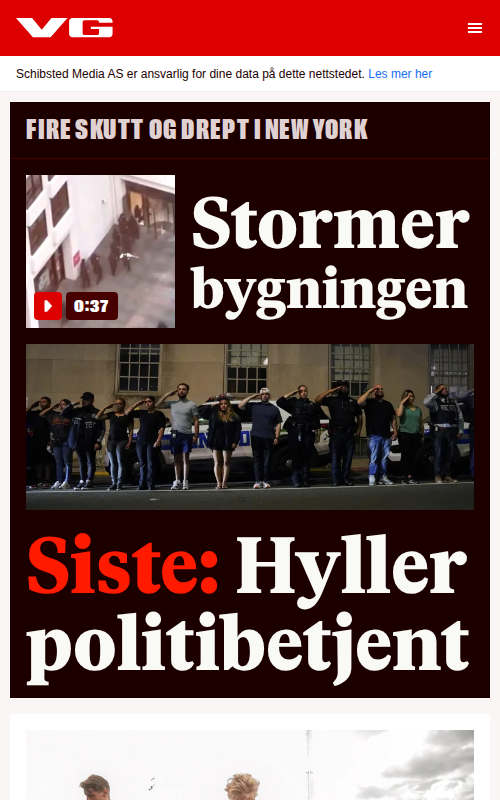 VG
Schibsted Media AS er ansvarlig for dine data på dette nettstedet. Les mer her
FIRE SKUTT OG DREPT I NEW YORK
Stormer
bygningen
0:37
Siste: Hyller
politibetjent